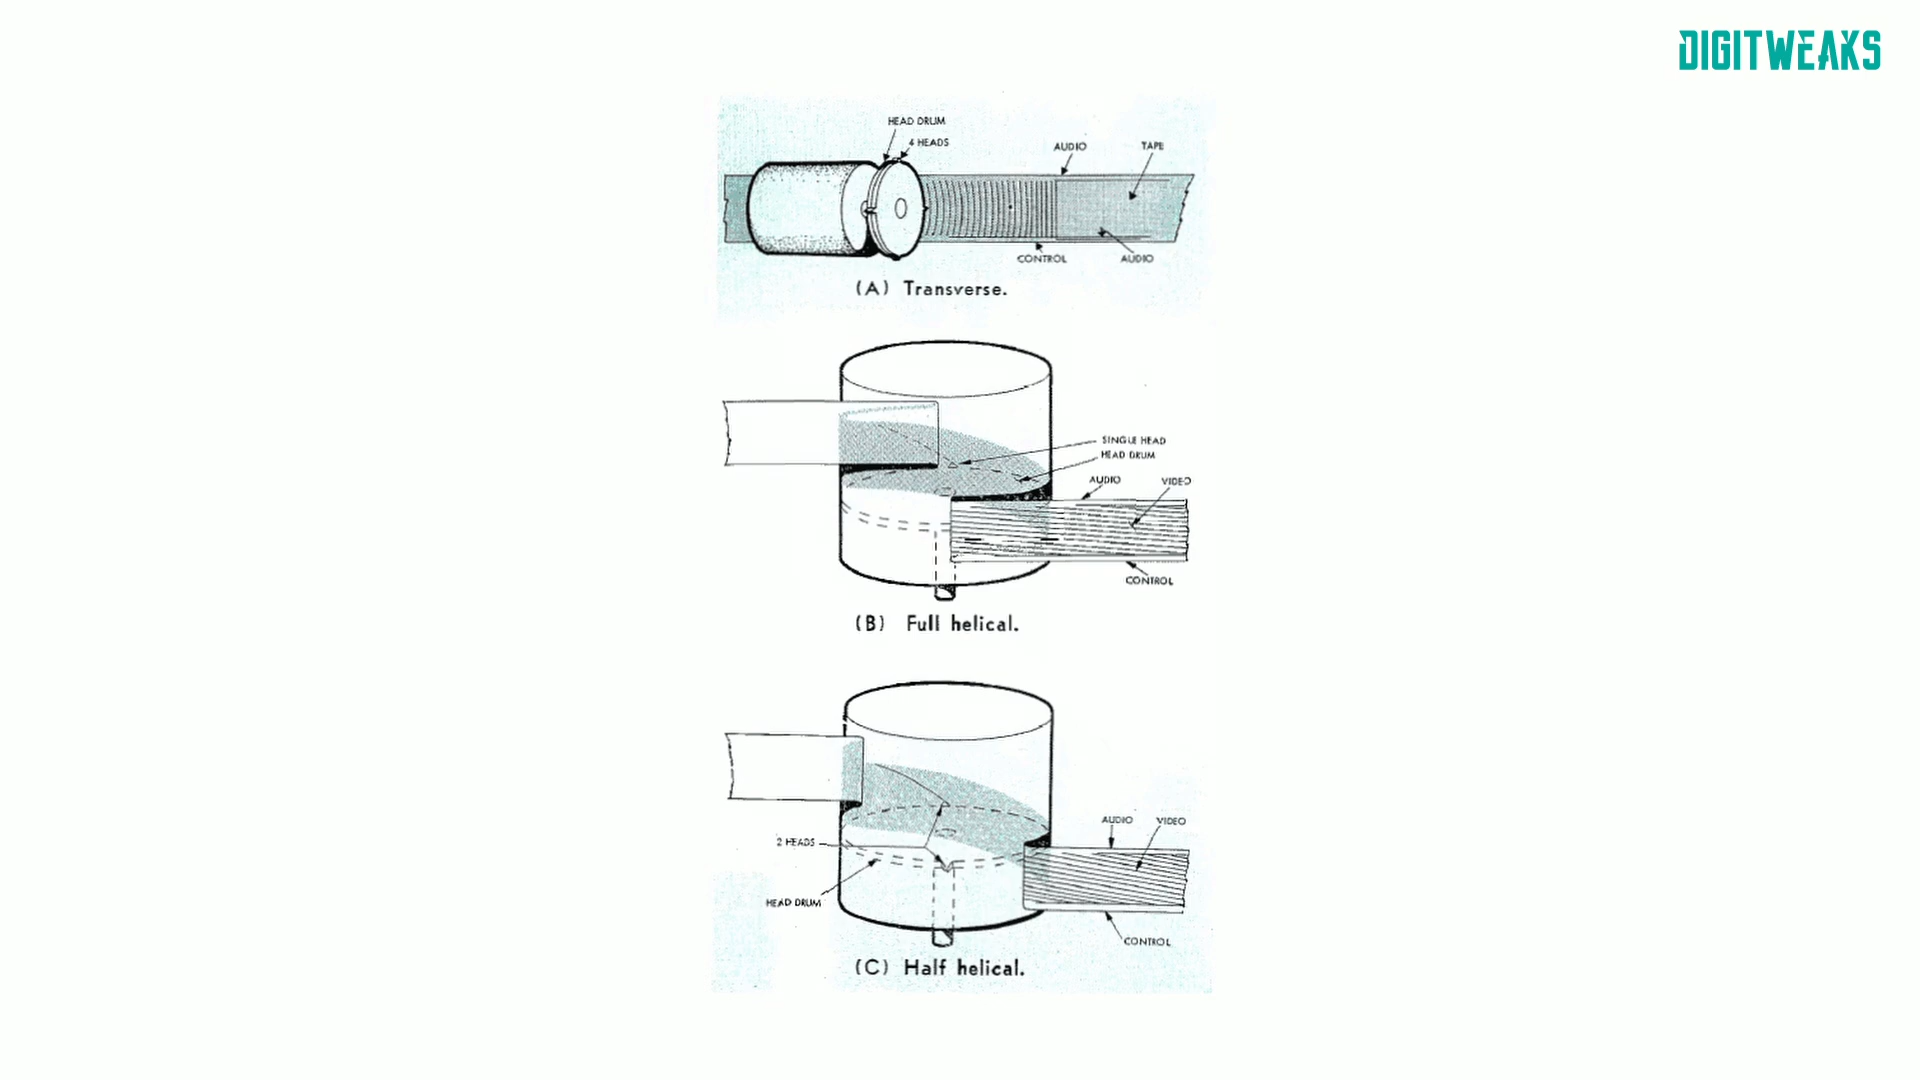 DIGITWEAKS
HEAD DRUM
4 HEADS
AUDIO
TAPE
CONTROL
AUDIO
(A) Transverse.
SINGLE HEAD
HEAD DRUM
AUDIO
VIDEO
CONTROL
(B) Full helical.
AUDIO
VIDEO
2 HEADS
HEAD DRUM
CONTROL
(C) Half helical.